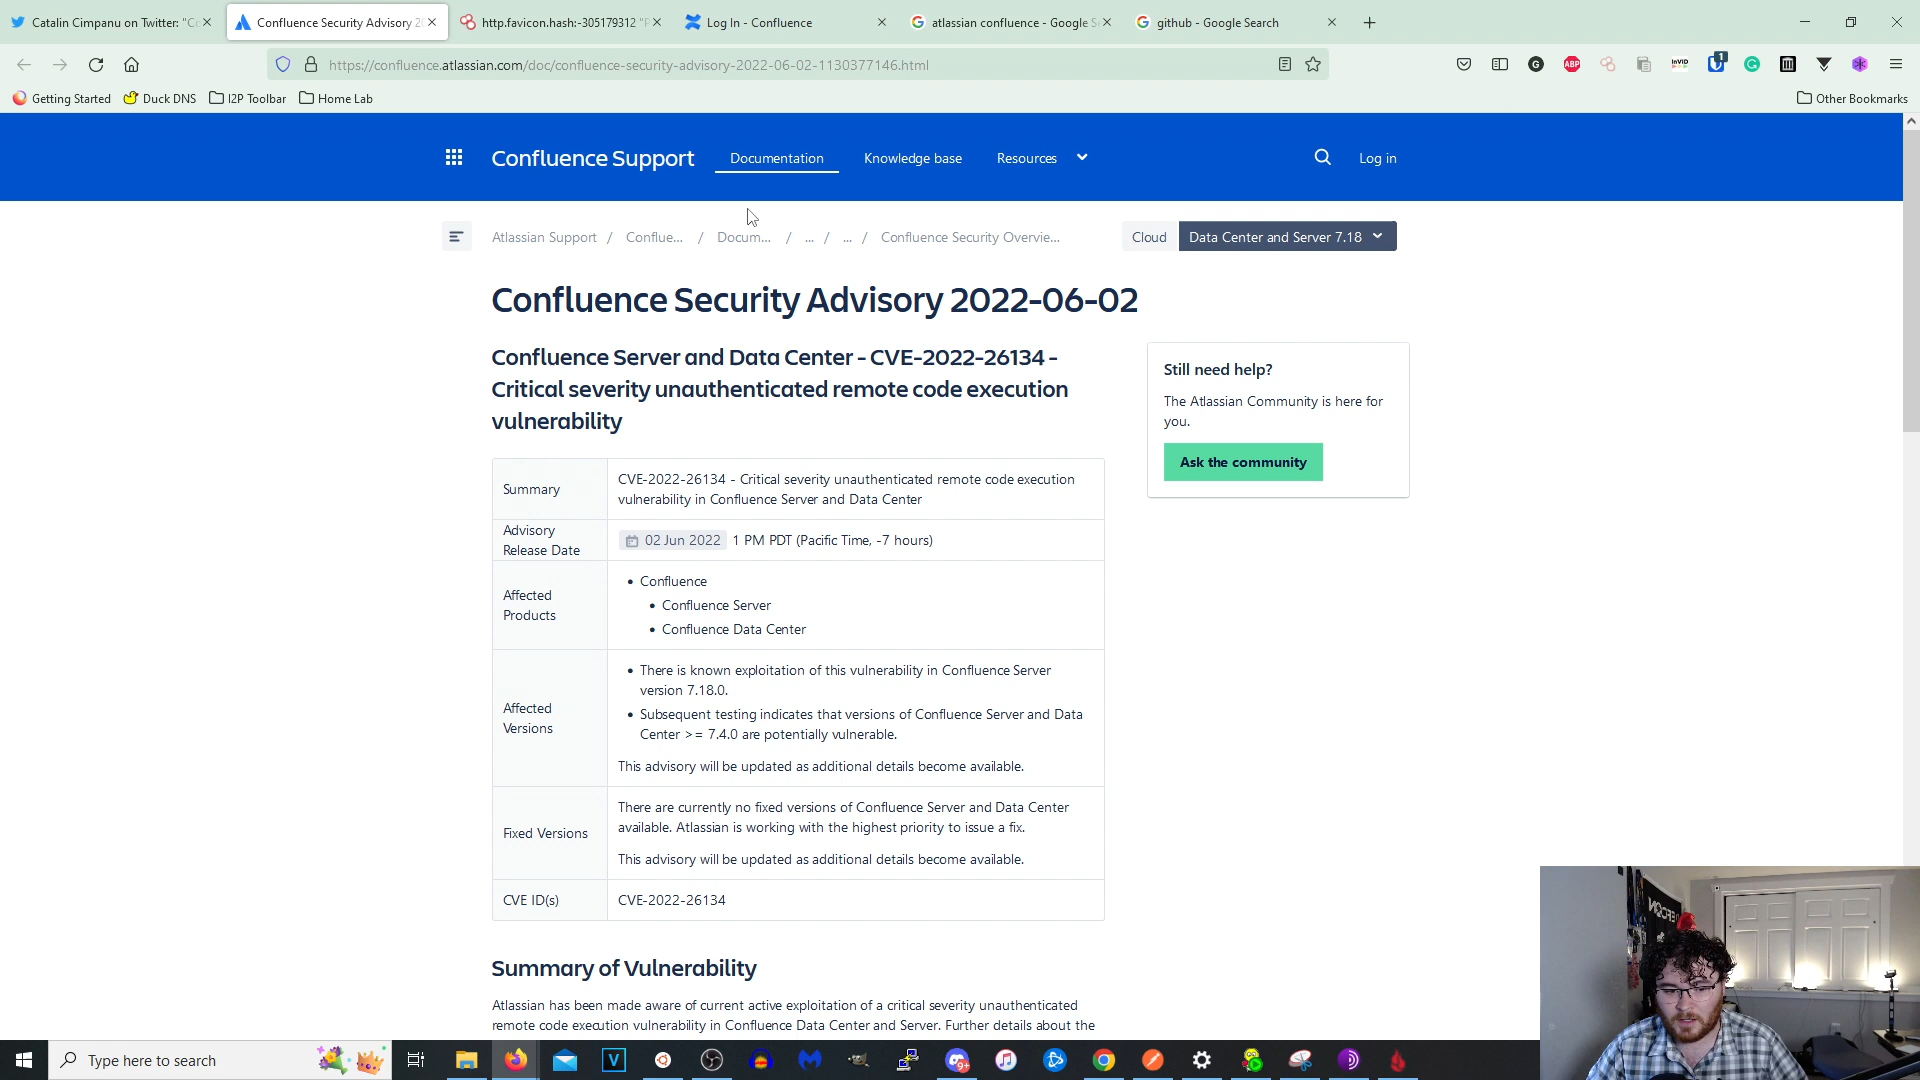 Catalin Cimpanu on Twitter: "Co
Confluence Security Advisory 20
http.favicon.hash:-305179312 "P
Log In - Confluence
atlassian confluence - Google Se
github - Google Search
https://confluence.atlassian.com/doc/confluence-security-advisory-2022-06-02-1130377146.html
G
ABP
InVID
1
Getting Started
Duck DNS
I2P Toolbar
Home Lab
Other Bookmarks
Confluence Support
Documentation
Knowledge base
Resources
Log in
Atlassian Support / Conflue... / Docum... / ... / ... / Confluence Security Overvie...
Cloud
Data Center and Server 7.18
Confluence Security Advisory 2022-06-02
Confluence Server and Data Center - CVE-2022-26134 -
Critical severity unauthenticated remote code execution
vulnerability
Still need help?
The Atlassian Community is here for
you.
Ask the community
Summary
CVE-2022-26134 - Critical severity unauthenticated remote code execution
vulnerability in Confluence Server and Data Center
Advisory
Release Date
02 Jun 2022 1 PM PDT (Pacific Time, -7 hours)
Affected
Products
• Confluence
• Confluence Server
• Confluence Data Center
Affected
Versions
• There is known exploitation of this vulnerability in Confluence Server
version 7.18.0.
• Subsequent testing indicates that versions of Confluence Server and Data
Center >= 7.4.0 are potentially vulnerable.
This advisory will be updated as additional details become available.
Fixed Versions
There are currently no fixed versions of Confluence Server and Data Center
available. Atlassian is working with the highest priority to issue a fix.
This advisory will be updated as additional details become available.
CVE ID(s)
CVE-2022-26134
Summary of Vulnerability
Atlassian has been made aware of current active exploitation of a critical severity unauthenticated
remote code execution vulnerability in Confluence Data Center and Server. Further details about the
Type here to search
V
9+